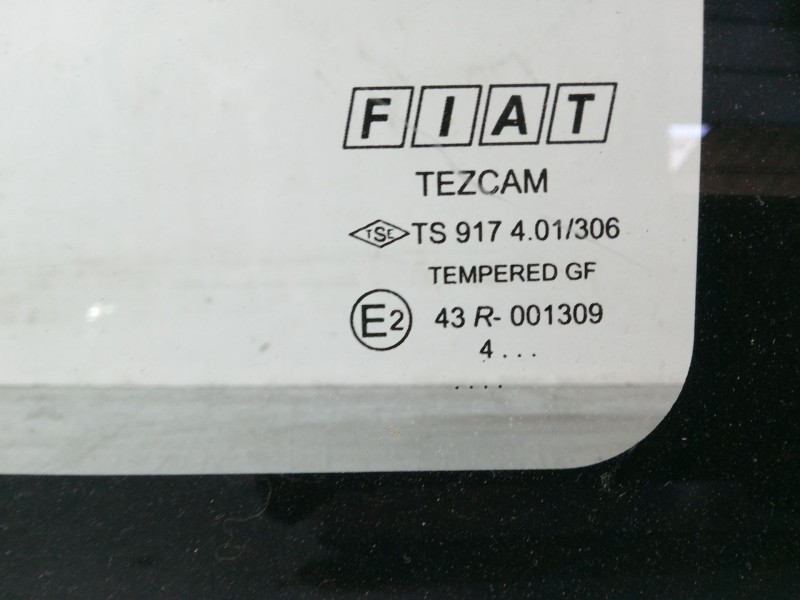 FIAT
TEZCAM
TSE TS 917 4.01/306
TEMPERED GF
E2 43 R- 001309
4 . . .
. . . .